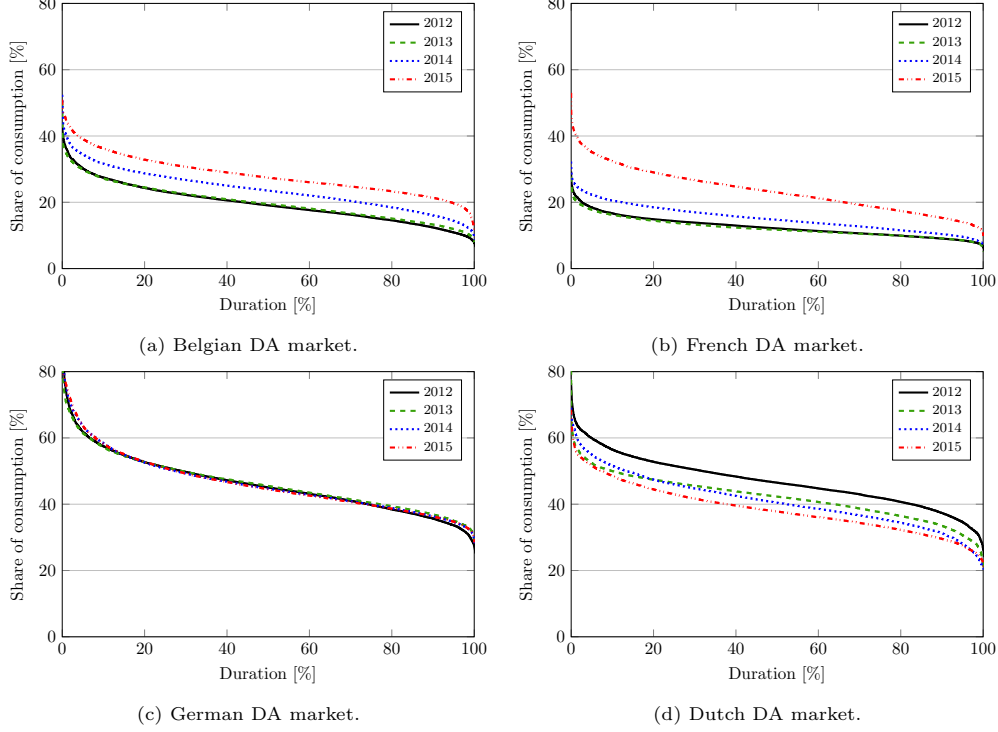 80
60
40
20
0
0 20 40 60 80 100
Share of consumption [%]
Duration [%]
2012
2013
2014
2015
(a) Belgian DA market.
80
60
40
20
0
0 20 40 60 80 100
Share of consumption [%]
Duration [%]
2012
2013
2014
2015
(b) French DA market.
80
60
40
20
0
0 20 40 60 80 100
Share of consumption [%]
Duration [%]
2012
2013
2014
2015
(c) German DA market.
80
60
40
20
0
0 20 40 60 80 100
Share of consumption [%]
Duration [%]
2012
2013
2014
2015
(d) Dutch DA market.